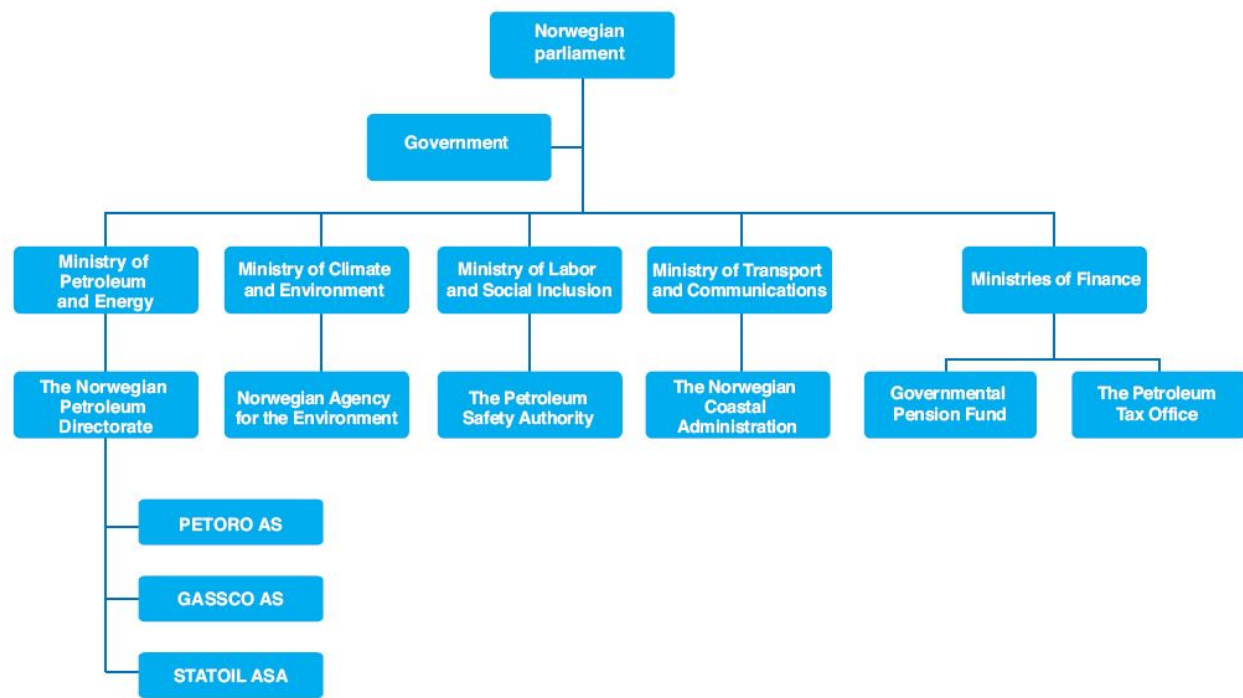 Norwegian
parliament
Government
Ministry of
Petroleum
and Energy
Ministry of Climate
and Environment
Ministry of Labor
and Social Inclusion
Ministry of Transport
and Communications
Ministries of Finance
The Norwegian
Petroleum
Directorate
Norwegian Agency
for the Environment
The Petroleum
Safety Authority
The Norwegian
Coastal
Administration
Governmental
Pension Fund
The Petroleum
Tax Office
PETORO AS
GASSCO AS
STATOIL ASA